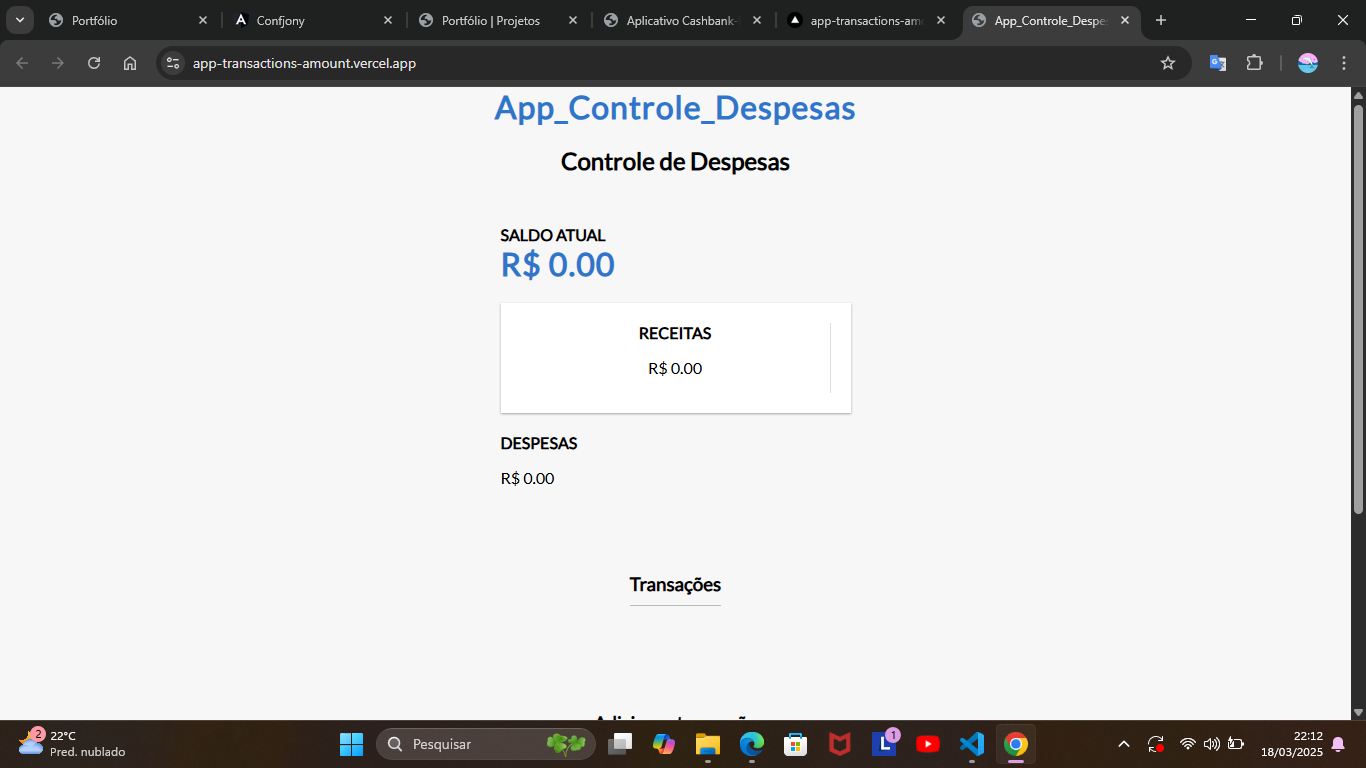 Portfólio
Confjony
Portfólio | Projetos
Aplicativo Cashbank-
app-transactions-am
App_Controle_Despe
app-transactions-amount.vercel.app
App_Controle_Despesas
Controle de Despesas
SALDO ATUAL
R$ 0.00
RECEITAS
R$ 0.00
DESPESAS
R$ 0.00
Transações
2
22°C
Pred. nublado
Pesquisar
L
1
22:12
18/03/2025